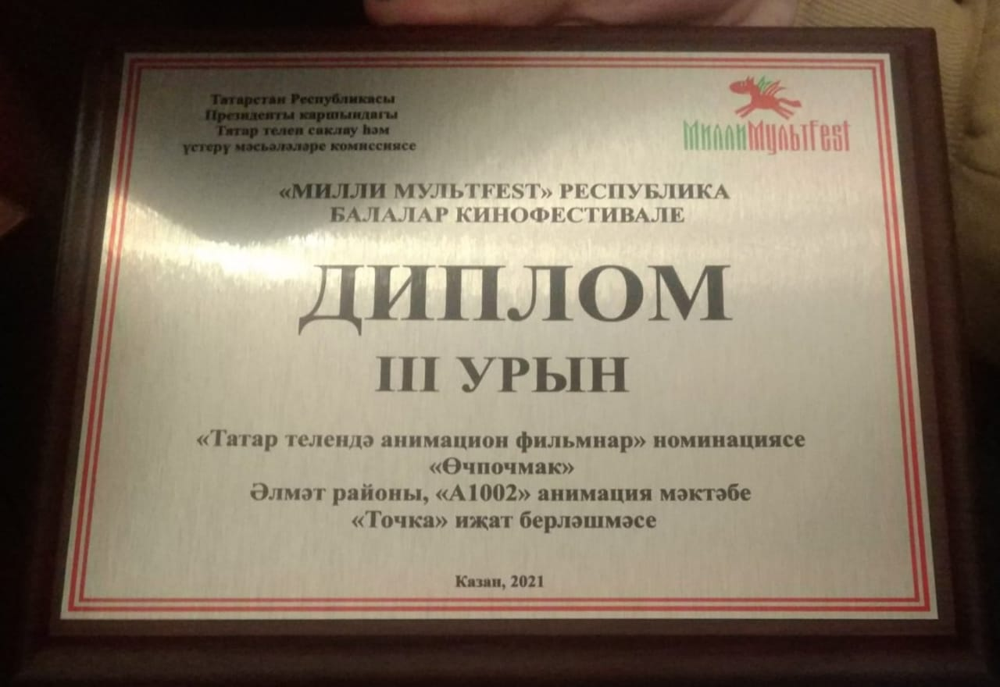 Татарстан Республикасы
Президенты каршындагы
Татар телен саклау һәм
үстерү мәсьәләләре комиссиясе
МиллиМультFest
«МИЛЛИ МУЛЬТFEST» РЕСПУБЛИКА
БАЛАЛАР КИНОФЕСТИВАЛЕ
ДИПЛОМ
III УРЫН
«Татар телендә анимацион фильмнар» номинациясе
«Өчпочмак»
Әлмәт районы, «А1002» анимация мәктәбе
«Точка» иҗат берләшмәсе
Казан, 2021